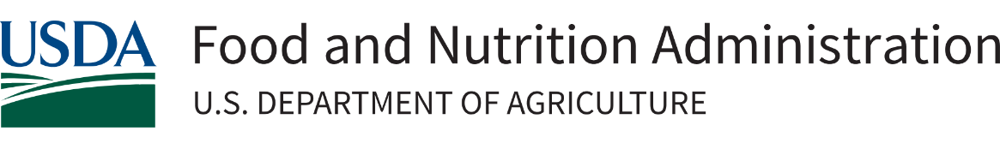 USDA
Food and Nutrition Administration
U.S. DEPARTMENT OF AGRICULTURE